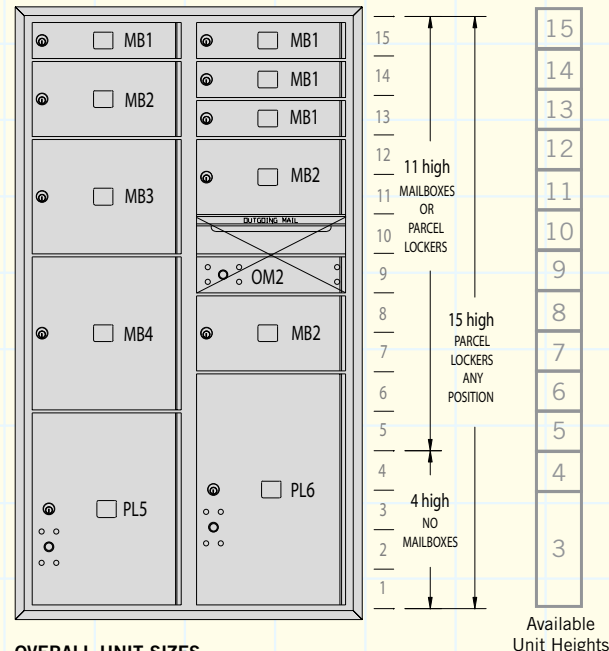 MB1
MB2
MB3
MB4
PL5
MB1
MB1
MB1
MB2
OUTGOING MAIL
OM2
MB2
PL6
15
14
13
12
11
10
9
8
7
6
5
4
3
2
1
11 high
MAILBOXES
OR
PARCEL
LOCKERS
4 high
NO
MAILBOXES
15 high
PARCEL
LOCKERS
ANY
POSITION
15
14
13
12
11
10
9
8
7
6
5
4
3
Available
Unit Heights
OVERALL UNIT SIZES